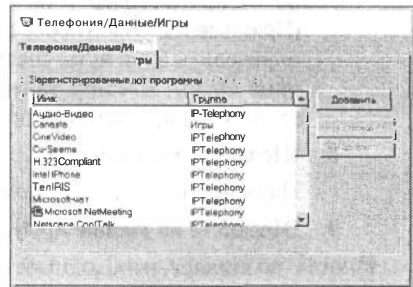 Телефония/Данные/Игры
Телефония/Данные/И
ры
Зарегистрированные программы
Имя: Группа
Добавить
Аудио-Видео IP-Telephony
Canasta Игры
CineVideo IPTelephony
Cu-Seeme IPTelephony
H.323Compliant IPTelephony
Intel IPhone IPTelephony
TenIRIS IPTelephony
Microsoft-чат IPTelephony
Microsoft NetMeeting IPTelephony
Netscape CoolTalk IPTelephony